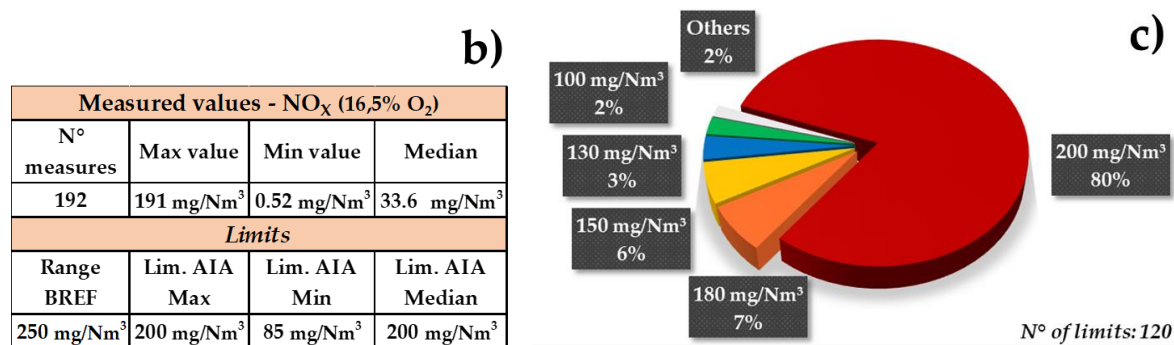 b)
Measured values - NOX (16,5% O2)
N° measures Max value Min value Median
192 191 mg/Nm³ 0.52 mg/Nm³ 33.6 mg/Nm³
Limits
Range BREF Lim. AIA Max Lim. AIA Min Lim. AIA Median
250 mg/Nm³ 200 mg/Nm³ 85 mg/Nm³ 200 mg/Nm³
c)
Others
2%
100 mg/Nm³
2%
130 mg/Nm³
3%
150 mg/Nm³
6%
180 mg/Nm³
7%
200 mg/Nm³
80%
N° of limits: 120